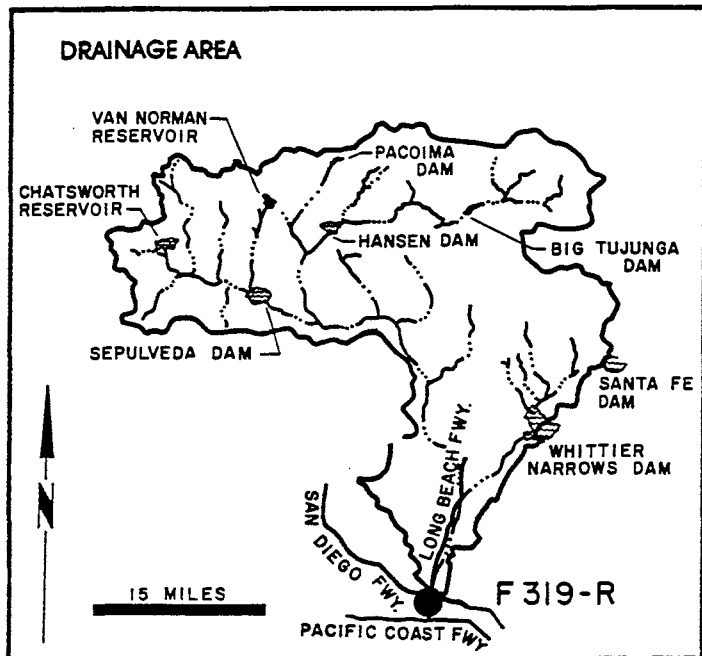 DRAINAGE AREA
VAN NORMAN
RESERVOIR
PACOIMA
DAM
CHATSWORTH
RESERVOIR
HANSEN DAM
BIG TUJUNGA
DAM
SEPULVEDA DAM
SANTA FE
DAM
WHITTIER
NARROWS DAM
LONG BEACH FWY.
SAN DIEGO FWY.
N
15 MILES
F 319-R
PACIFIC COAST FWY